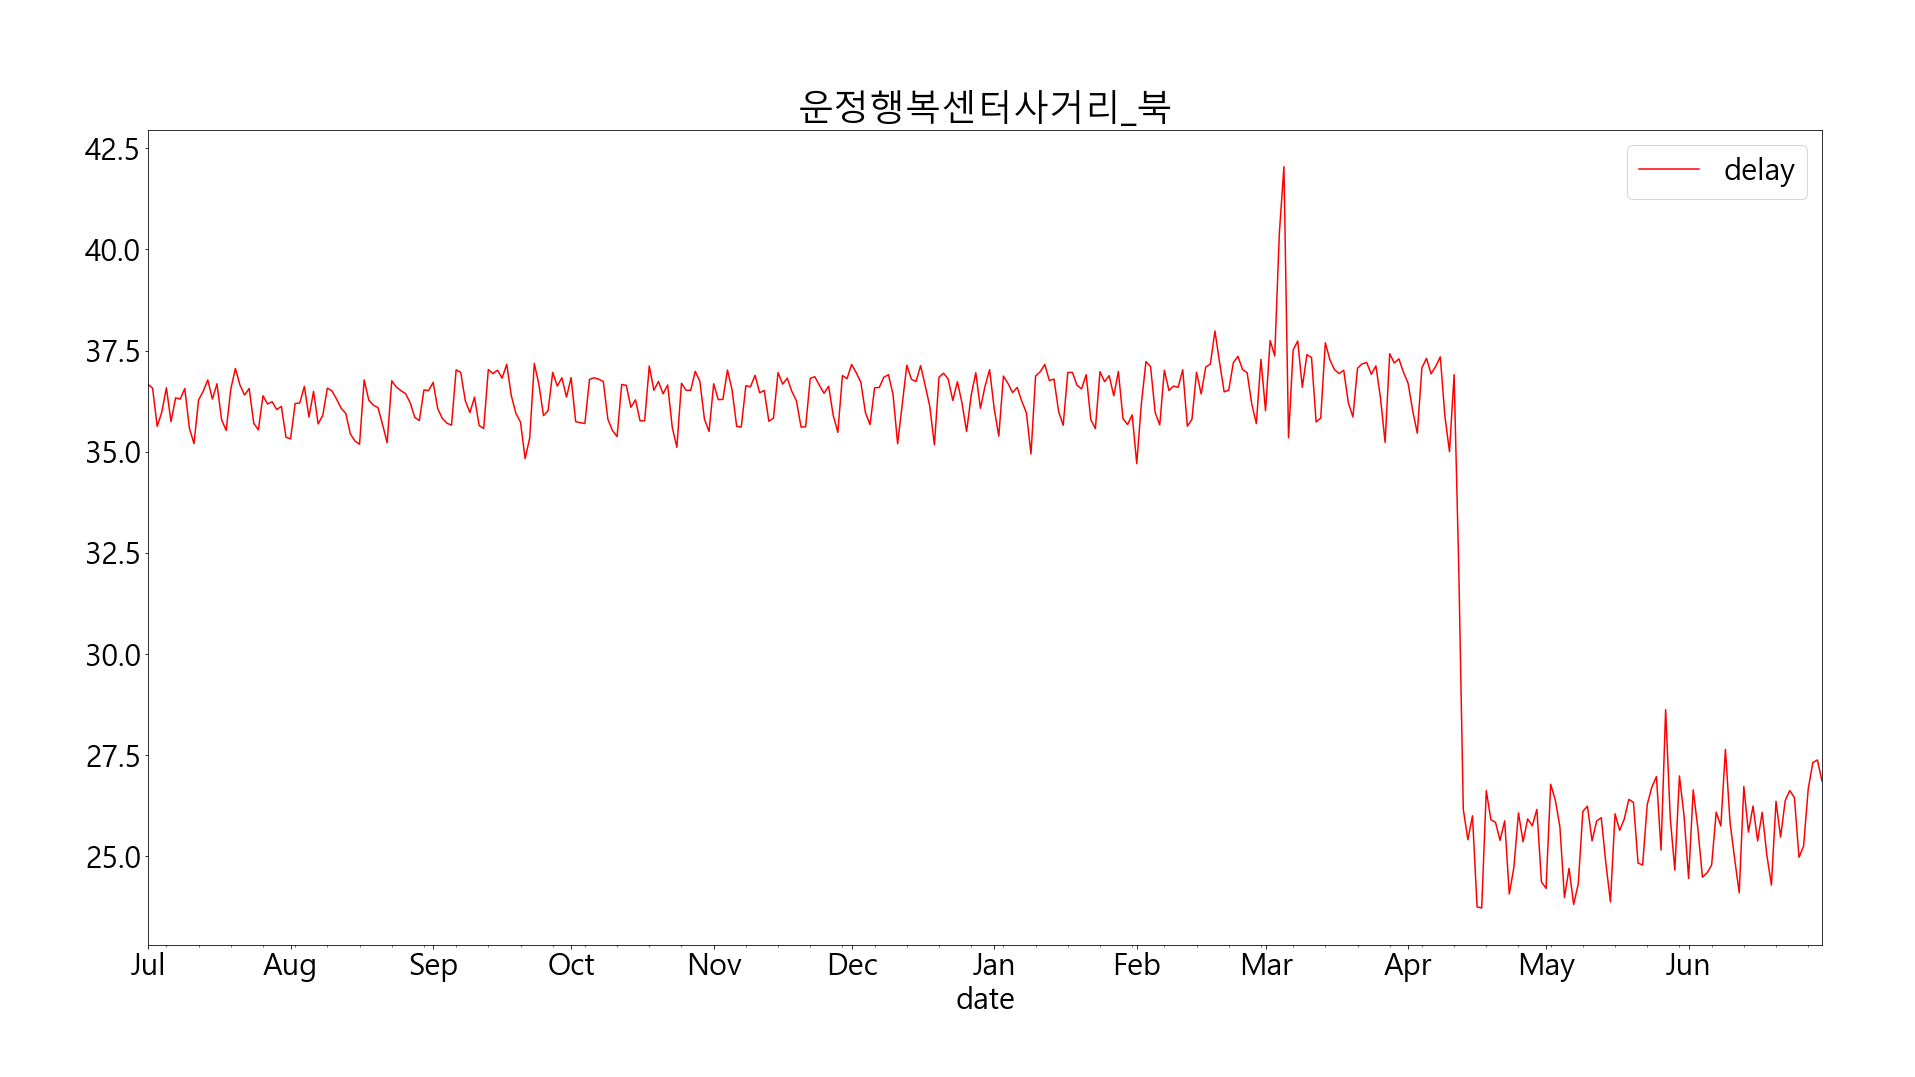 운정행복센터사거리_북
delay
42.5
40.0
37.5
35.0
32.5
30.0
27.5
25.0
Jul Aug Sep Oct Nov Dec Jan Feb Mar Apr May Jun
date